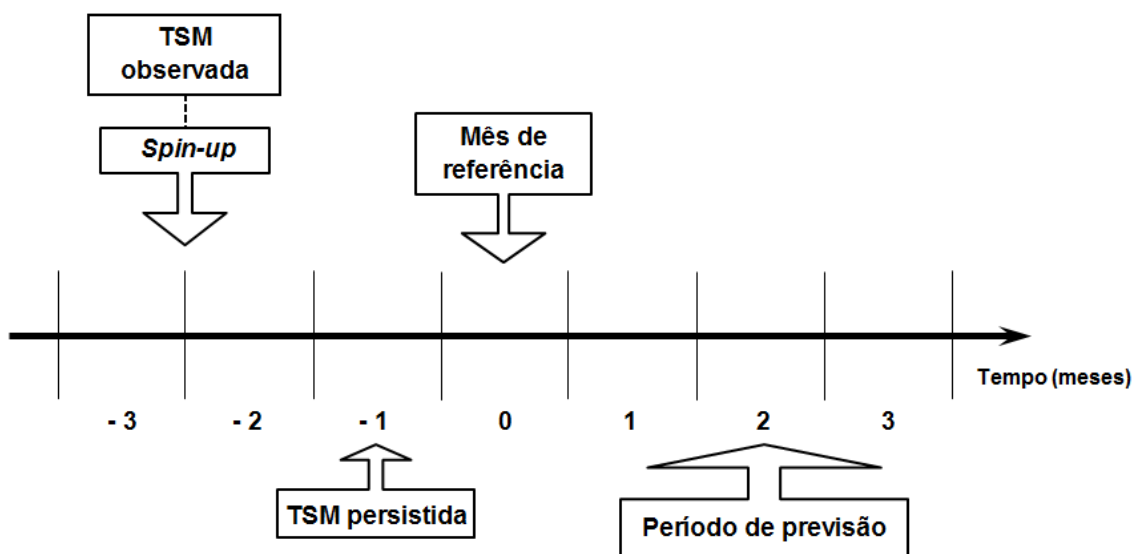 TSM
observada
Spin-up
Mês de
referência
Tempo (meses)
- 3
- 2
- 1
0
1
2
3
TSM persistida
Período de previsão